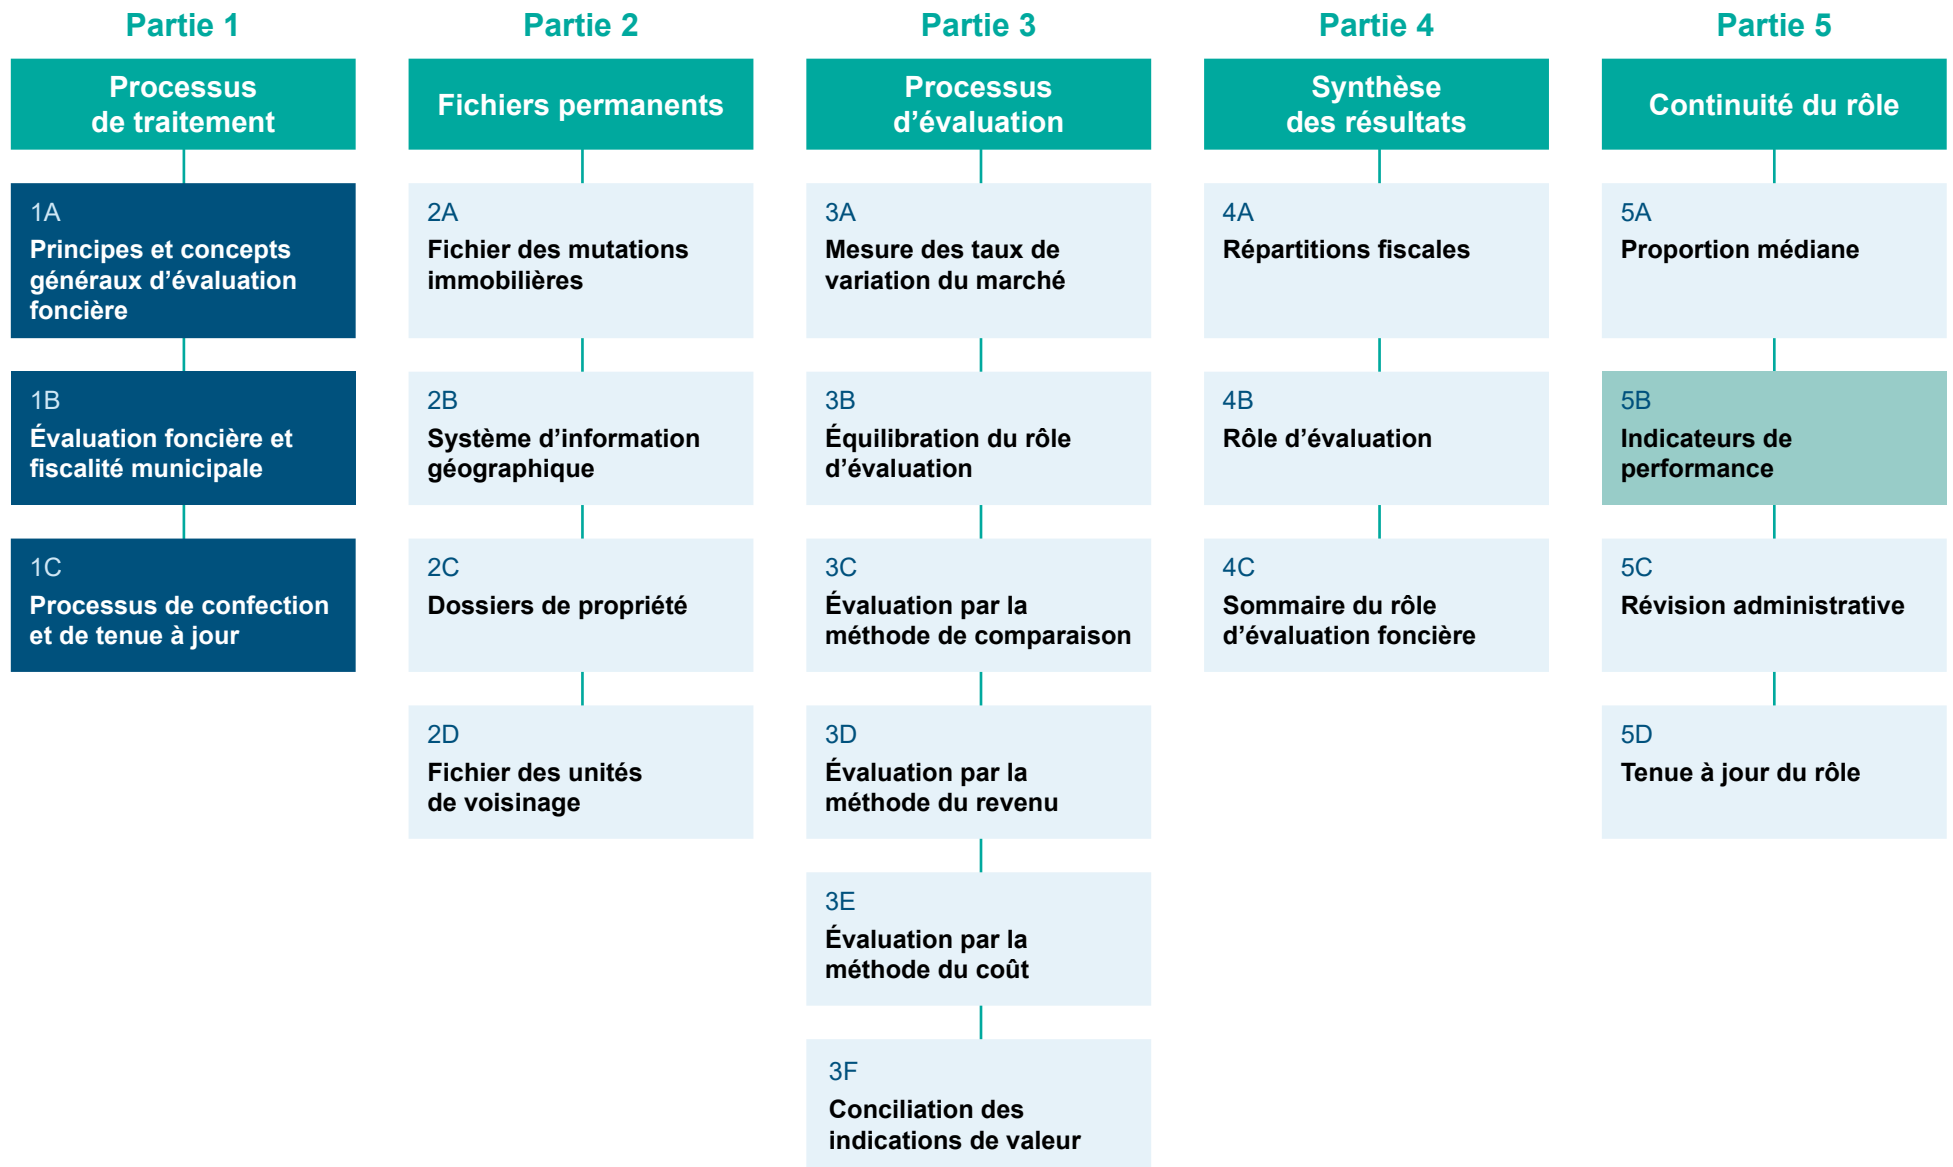 Partie 1
Processus
de traitement
1A
Principes et concepts
généraux d’évaluation
foncière
1B
Évaluation foncière et
fiscalité municipale
1C
Processus de confection
et de tenue à jour
Partie 2
Fichiers permanents
2A
Fichier des mutations
immobilières
2B
Système d’information
géographique
2C
Dossiers de propriété
2D
Fichier des unités
de voisinage
Partie 3
Processus
d’évaluation
3A
Mesure des taux de
variation du marché
3B
Équilibration du rôle
d’évaluation
3C
Évaluation par la
méthode de comparaison
3D
Évaluation par la
méthode du revenu
3E
Évaluation par la
méthode du coût
3F
Conciliation des
indications de valeur
Partie 4
Synthèse
des résultats
4A
Répartitions fiscales
4B
Rôle d’évaluation
4C
Sommaire du rôle
d’évaluation foncière
Partie 5
Continuité du rôle
5A
Proportion médiane
5B
Indicateurs de
performance
5C
Révision administrative
5D
Tenue à jour du rôle